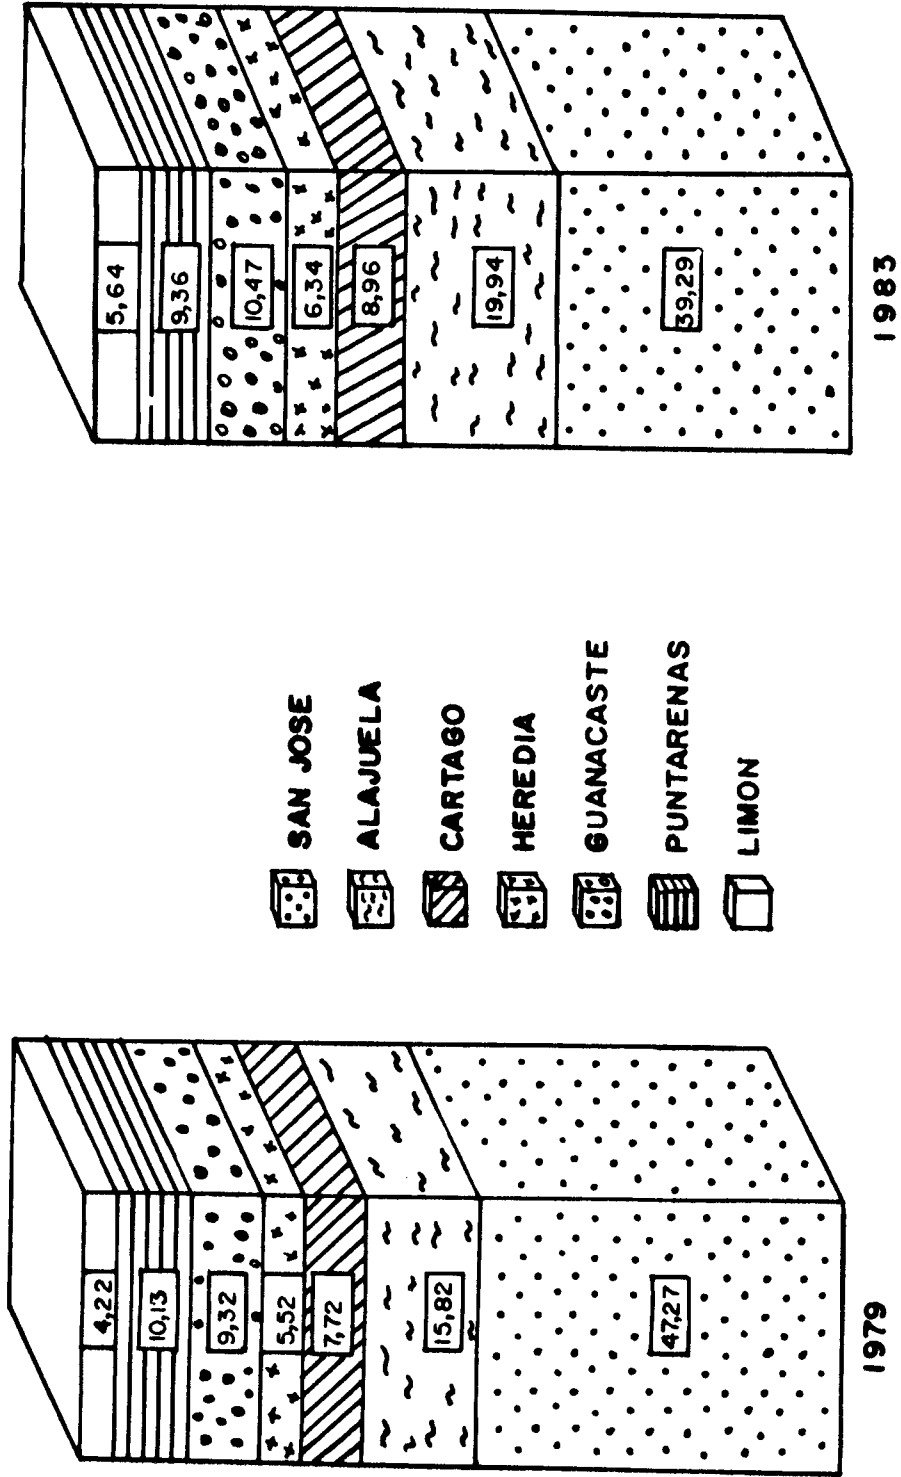 4,22
10,13
9,32
5,52
7,72
15,82
47,27
1979
SAN JOSE
ALAJUELA
CARTAGO
HEREDIA
GUANACASTE
PUNTARENAS
LIMON
5,64
9,36
10,47
6,34
8,96
19,94
39,29
1983